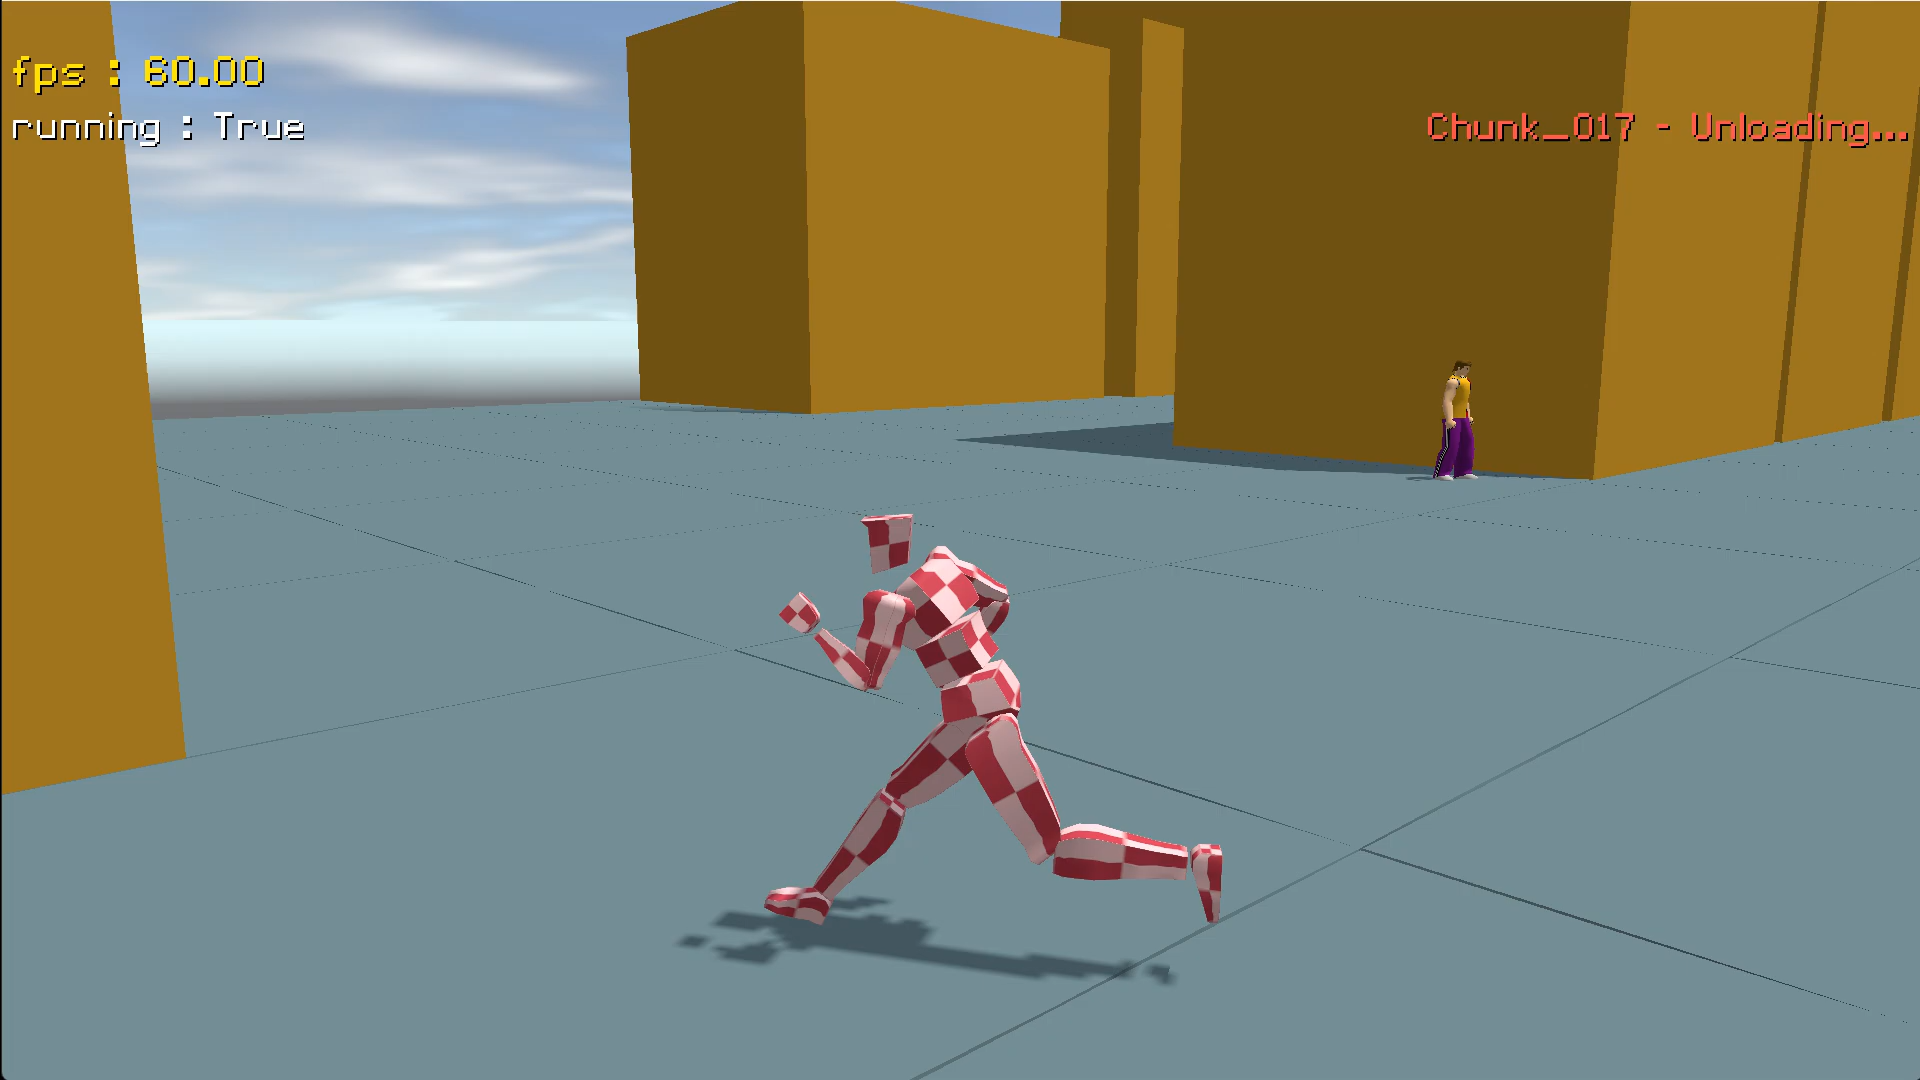 fps : 60.00
running : True
Chunk_017 - Unloading...